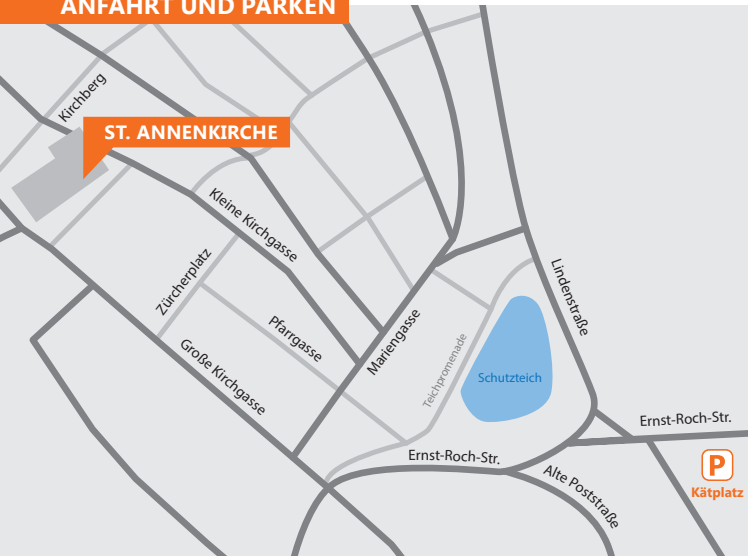 ANFAHRT UND PARKEN
Kirchberg
ST. ANNENKIRCHE
Kleine Kirchgasse
Zürcherplatz
Pfarrgasse
Große Kirchgasse
Mariengasse
Teichpromenade
Lindenstraße
Schutzteich
Ernst-Roch-Str.
Ernst-Roch-Str.
Alte Poststraße
P
Kätplatz